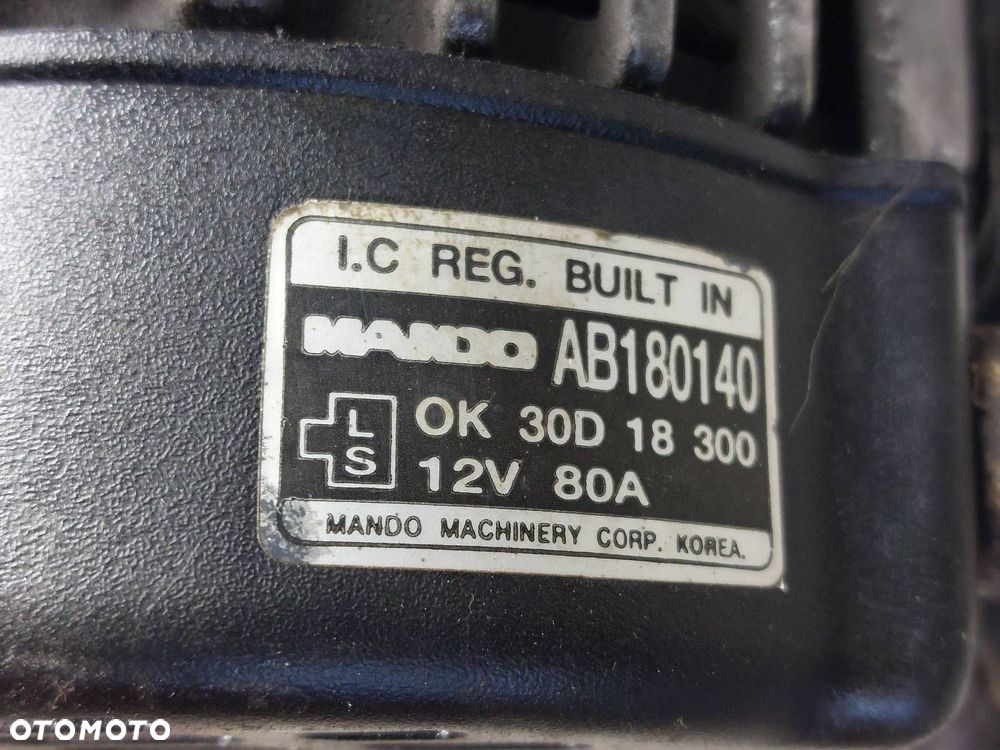 I.C REG. BUILT IN
MANDO AB180140
L
S
OK 30D 18 300
12V 80A
MANDO MACHINERY CORP. KOREA.
OTOMOTO